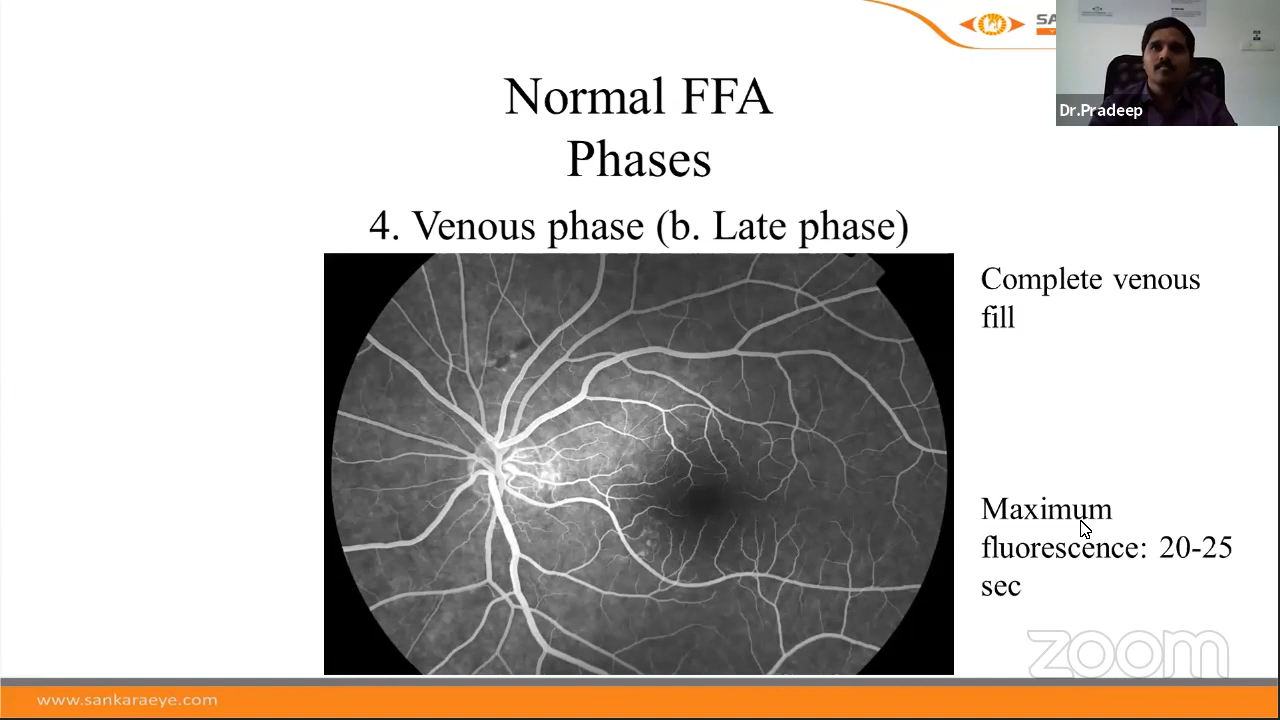 SA
Dr.Pradeep
Normal FFA
Phases
4. Venous phase (b. Late phase)
Complete venous
fill
Maximum
fluorescence: 20-25
sec
zoom
www.sankaraeye.com